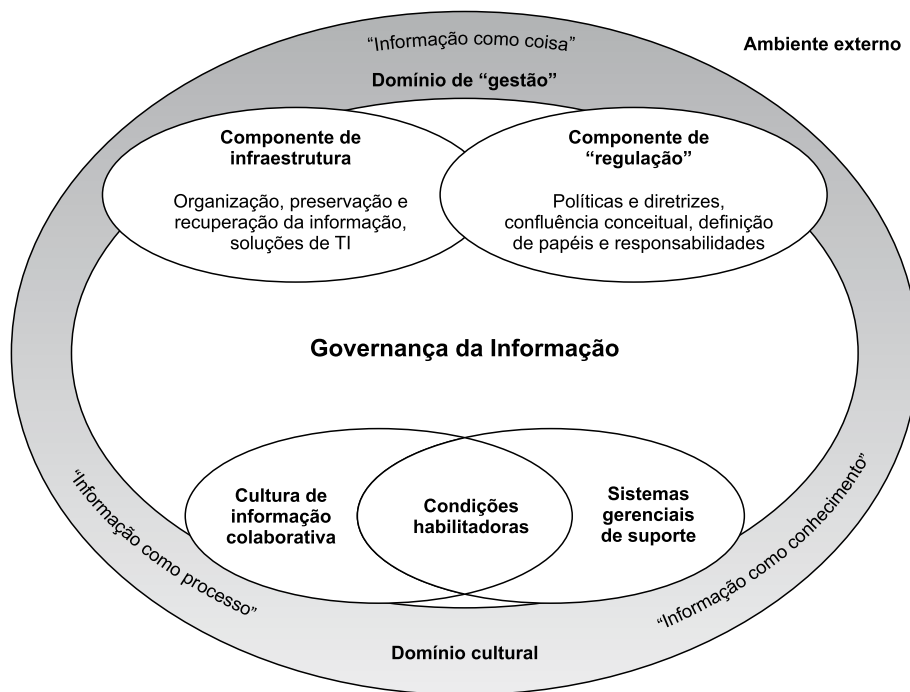 “Informação como coisa”
Ambiente externo
Domínio de “gestão”
Componente de
infraestrutura
Organização, preservação e
recuperação da informação,
soluções de TI
Componente de
“regulação”
Políticas e diretrizes,
confluência conceitual, definição
de papéis e responsabilidades
Governança da Informação
Cultura de
informação
colaborativa
Condições
habilitadoras
Sistemas
gerenciais
de suporte
“Informação como processo”
“Informação como conhecimento”
Domínio cultural